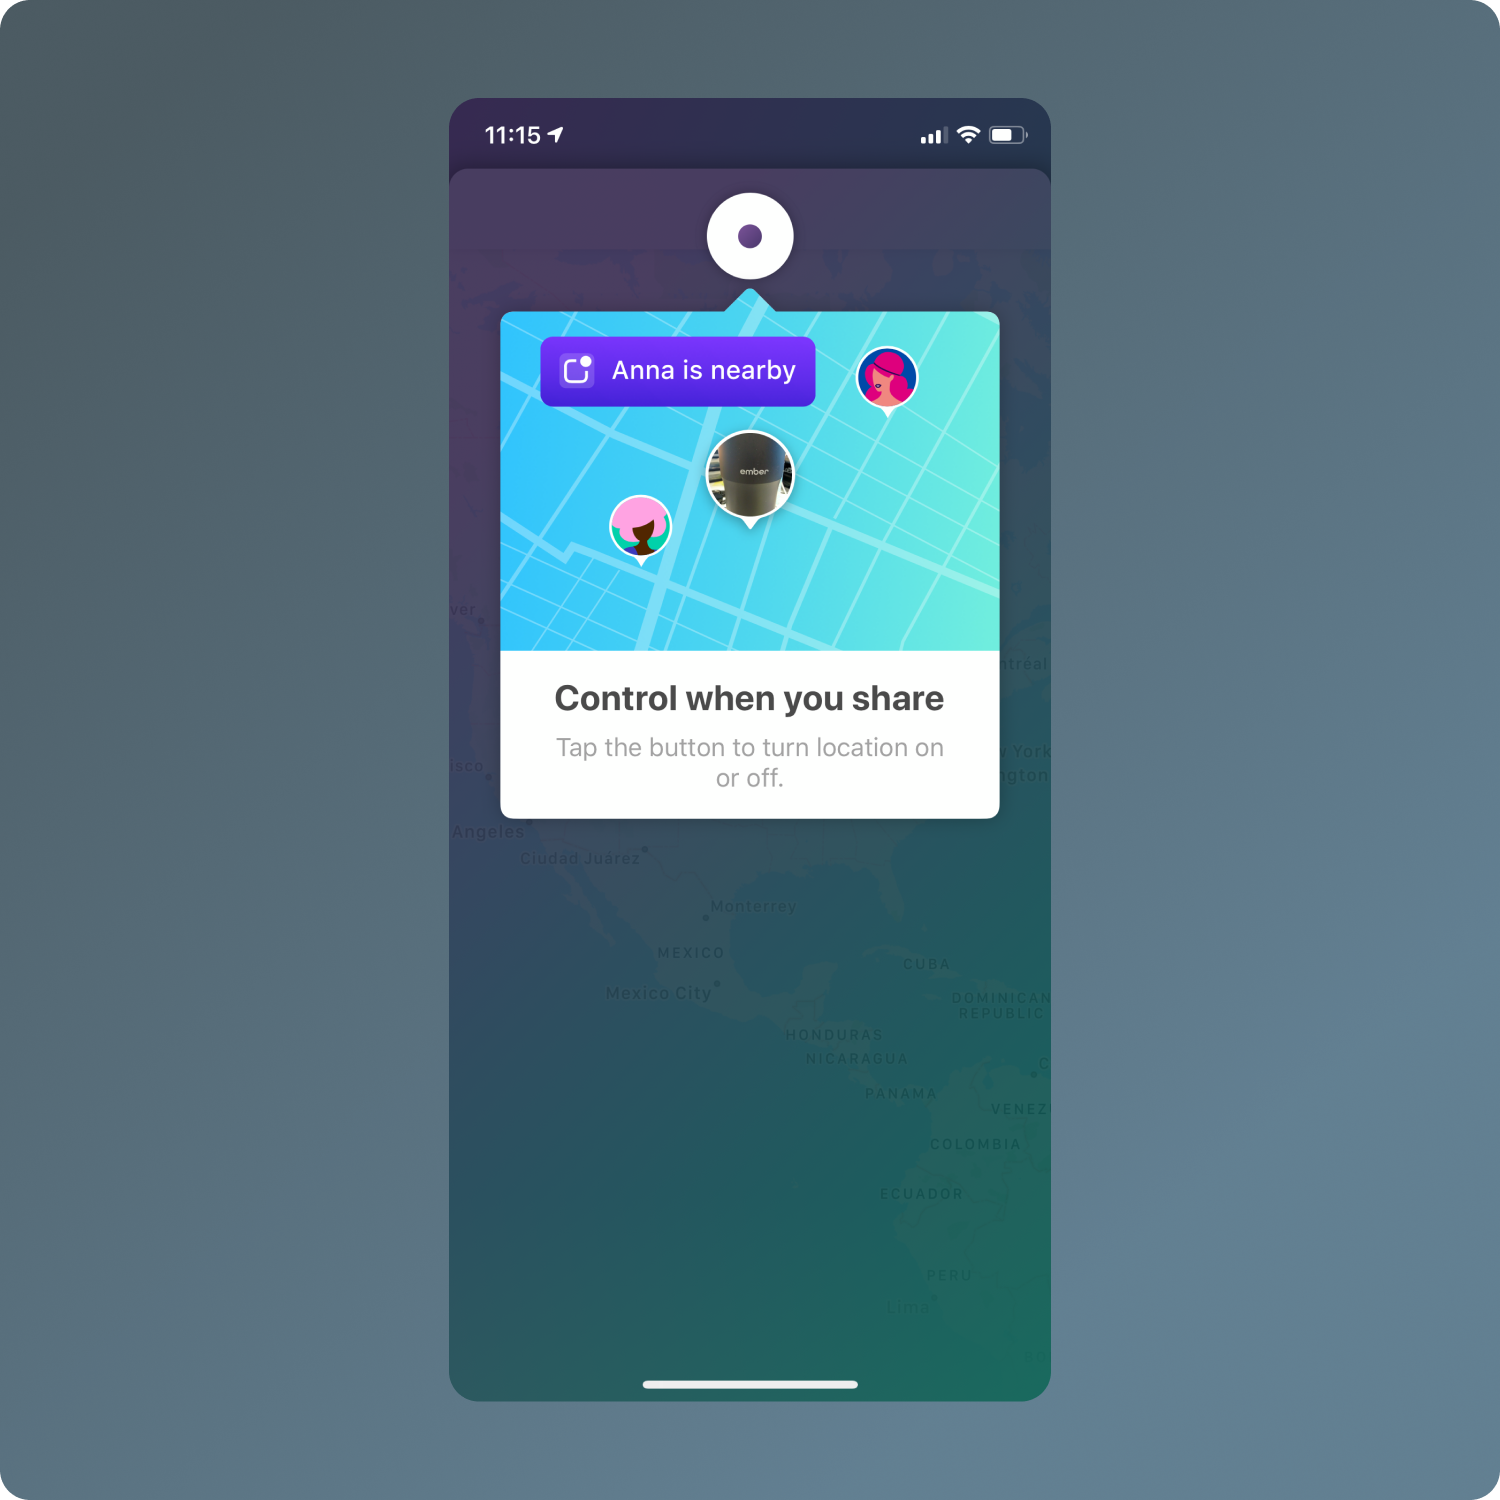 11:15
Anna is nearby
ember
ver
Control when you share
ntréal
Tap the button to turn location on
or off.
York
isco
ngton
Angeles
Ciudad Juárez
Monterrey
MEXICO
CUBA
Mexico City
DOMINICAN
REPUBLIC
HONDURAS
NICARAGUA
C
PANAMA
VENEZ
COLOMBIA
ECUADOR
PERU
Lima